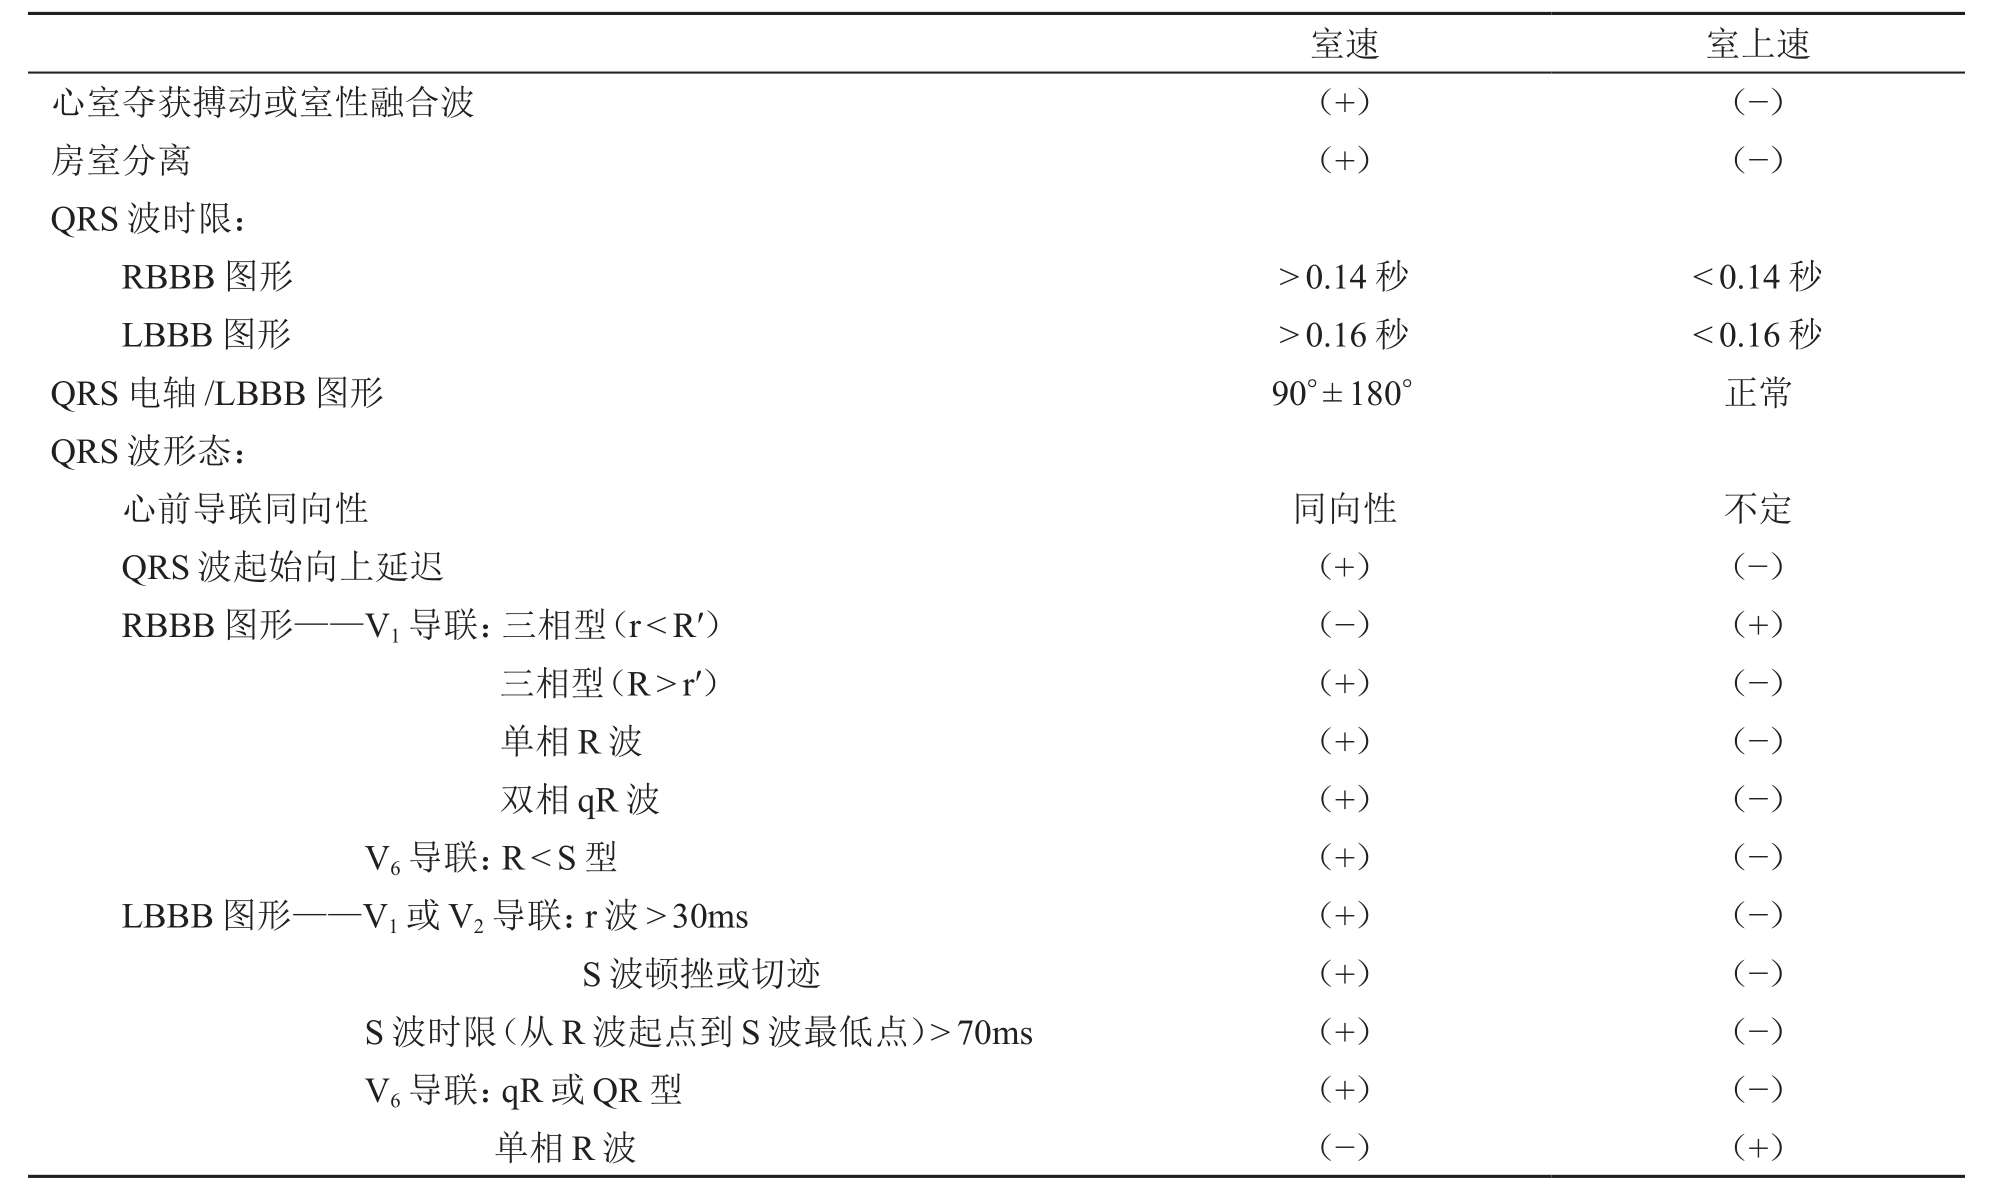 室速 室上速
心室夺获搏动或室性融合波 (+) (−)
房室分离 (+) (−)
QRS 波时限：
RBBB 图形 >0.14 秒 <0.14 秒
LBBB 图形 >0.16 秒 <0.16 秒
QRS 电轴 /LBBB 图形 90°±180° 正常
QRS 波形态：
心前导联同向性 同向性 不定
QRS 波起始向上延迟 (+) (−)
RBBB 图形——V₁ 导联：三相型（r<R′） (−) (+)
三相型（R>r′） (+) (−)
单相 R 波 (+) (−)
双相 qR 波 (+) (−)
V₆ 导联：R<S 型 (+) (−)
LBBB 图形——V₁ 或 V₂ 导联：r 波>30ms (+) (−)
S 波顿挫或切迹 (+) (−)
S 波时限（从 R 波起点到 S 波最低点）>70ms (+) (−)
V₆ 导联：qR 或 QR 型 (+) (−)
单相 R 波 (−) (+)